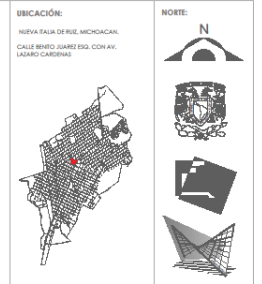 UBICACIÓN:
NUEVA ITALIA DE RUIZ, MICHOACAN.
CALLE BENITO JUAREZ ESQ. CON AV.
LAZARO CARDENAS
NORTE:
N